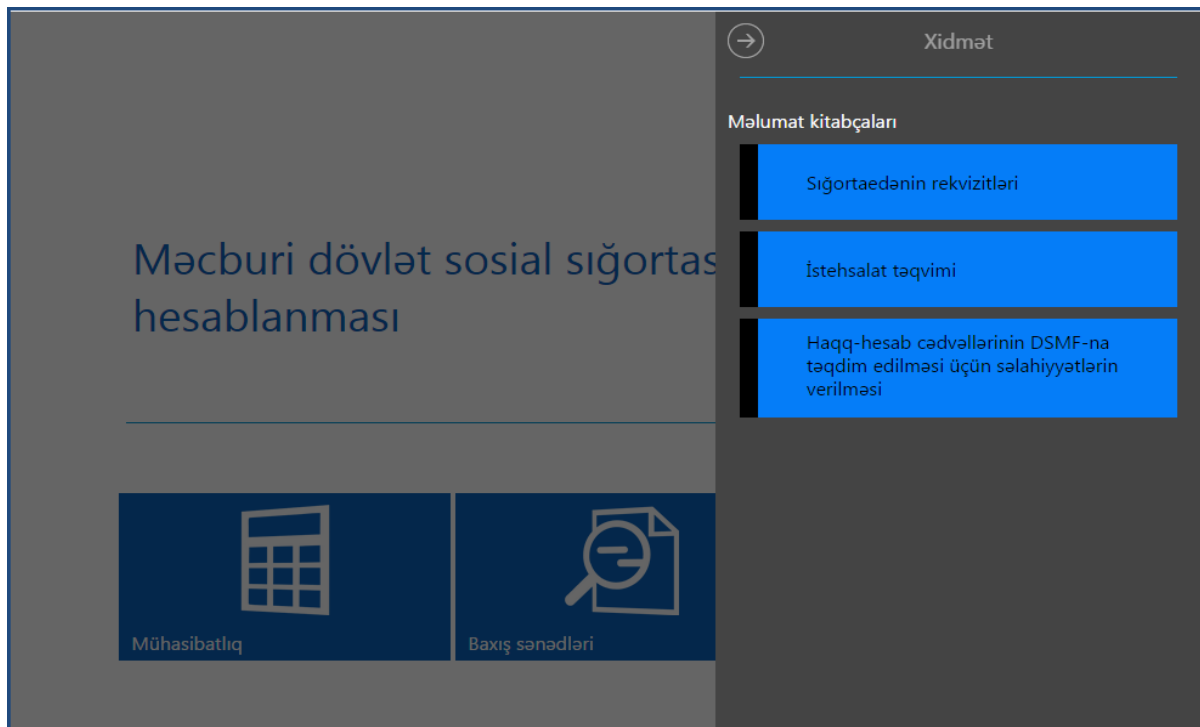 Xidmət
Məlumat kitabçaları
Sığortaedənin rekvizitləri
İstehsalat təqvimi
Haqq-hesab cədvəllərinin DSMF-na
təqdim edilməsi üçün səlahiyyətlərin
verilməsi
Məcburi dövlət sosial sığortas
hesablanması
Mühasibatlıq
Baxış sənədləri